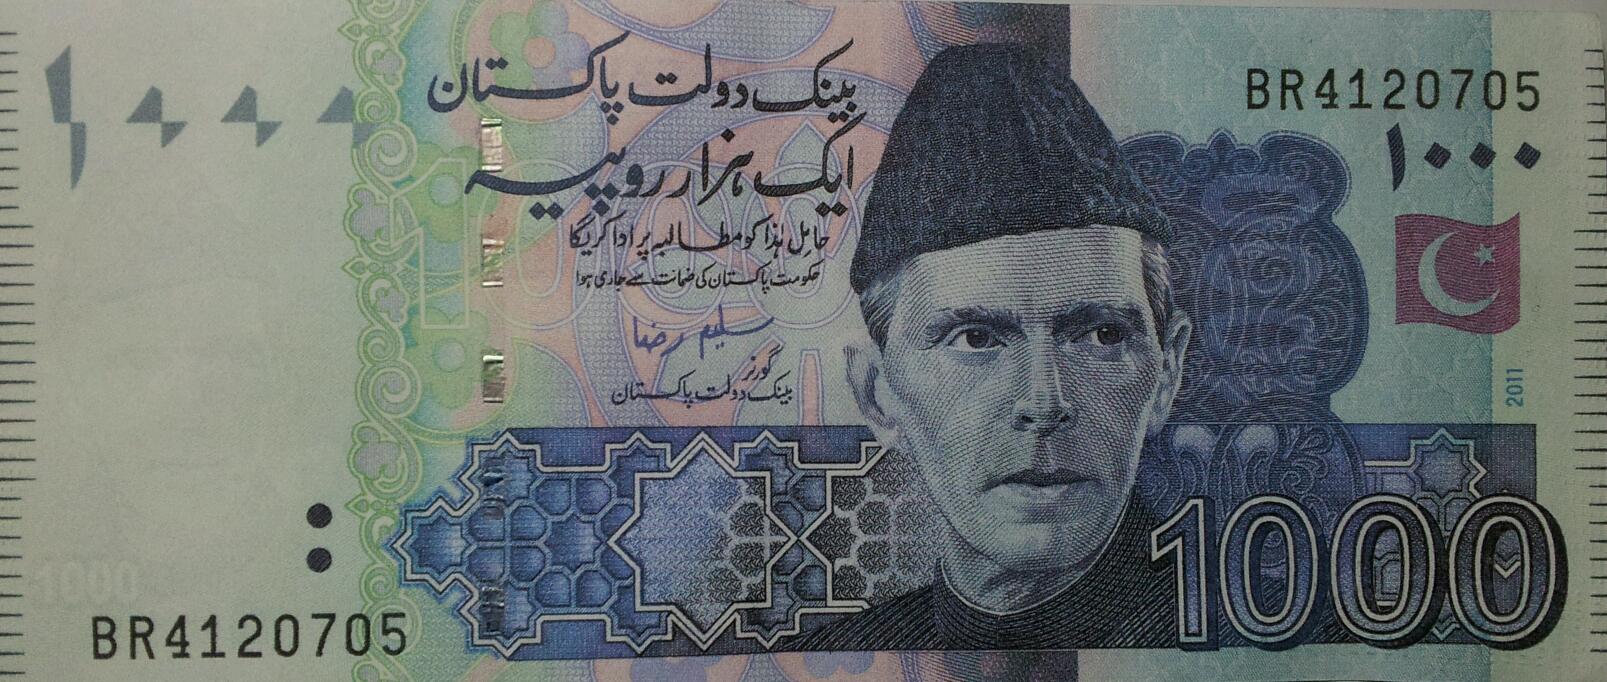 بینک دولت پاکستان
ایک ہزار روپیہ
حامل ہذا کو مطالبہ پر ادا کریگا
حکومت پاکستان کی ضمانت سے جاری ہوا
سلیم رضا
گورنر
بینک دولت پاکستان
BR4120705
۱۰۰۰
2011
1000
1000
BR4120705